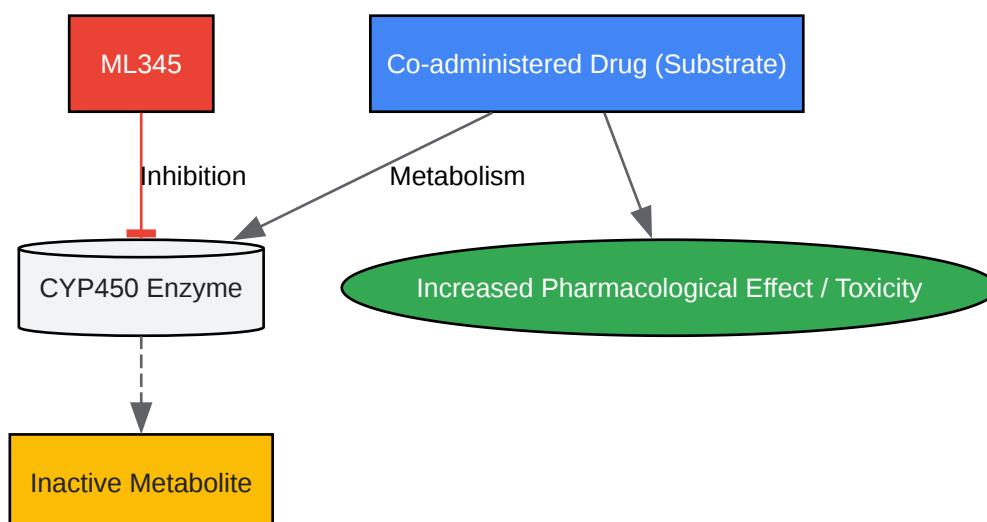 ML345
Co-administered Drug (Substrate)
Inhibition
Metabolism
CYP450 Enzyme
Increased Pharmacological Effect / Toxicity
Inactive Metabolite